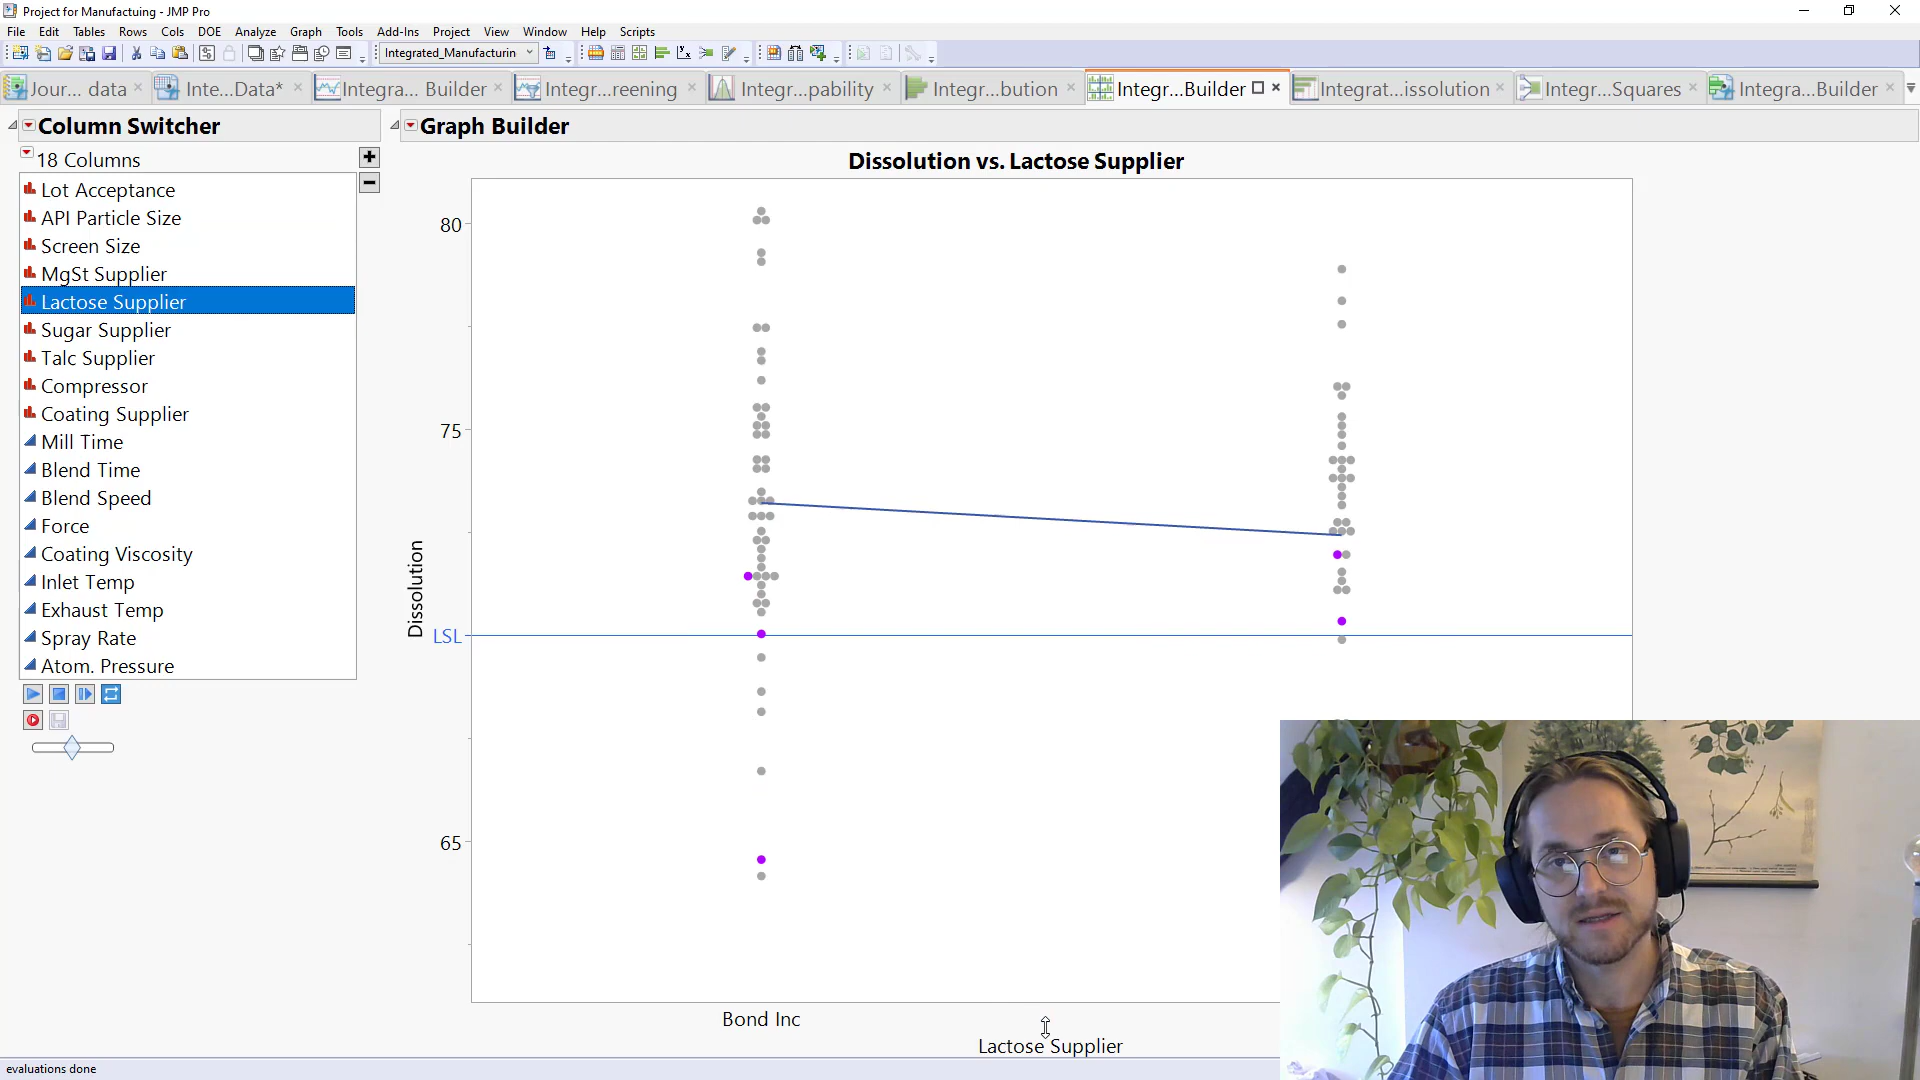 Project for Manufactuing - JMP Pro
File Edit Tables Rows Cols DOE Analyze Graph Tools Add-Ins Project View Window Help Scripts
Integrated_Manufacturin
Jour... data
Inte...Data*
Integra... Builder
Integr...reening
Integr...pability
Integr...bution
Integr...Builder
Integrat...issolution
Integr...Squares
Integra...Builder
Column Switcher
18 Columns
Lot Acceptance
API Particle Size
Screen Size
MgSt Supplier
Lactose Supplier
Sugar Supplier
Talc Supplier
Compressor
Coating Supplier
Mill Time
Blend Time
Blend Speed
Force
Coating Viscosity
Inlet Temp
Exhaust Temp
Spray Rate
Atom. Pressure
Graph Builder
Dissolution vs. Lactose Supplier
80
75
LSL
65
Dissolution
Bond Inc
Lactose Supplier
evaluations done